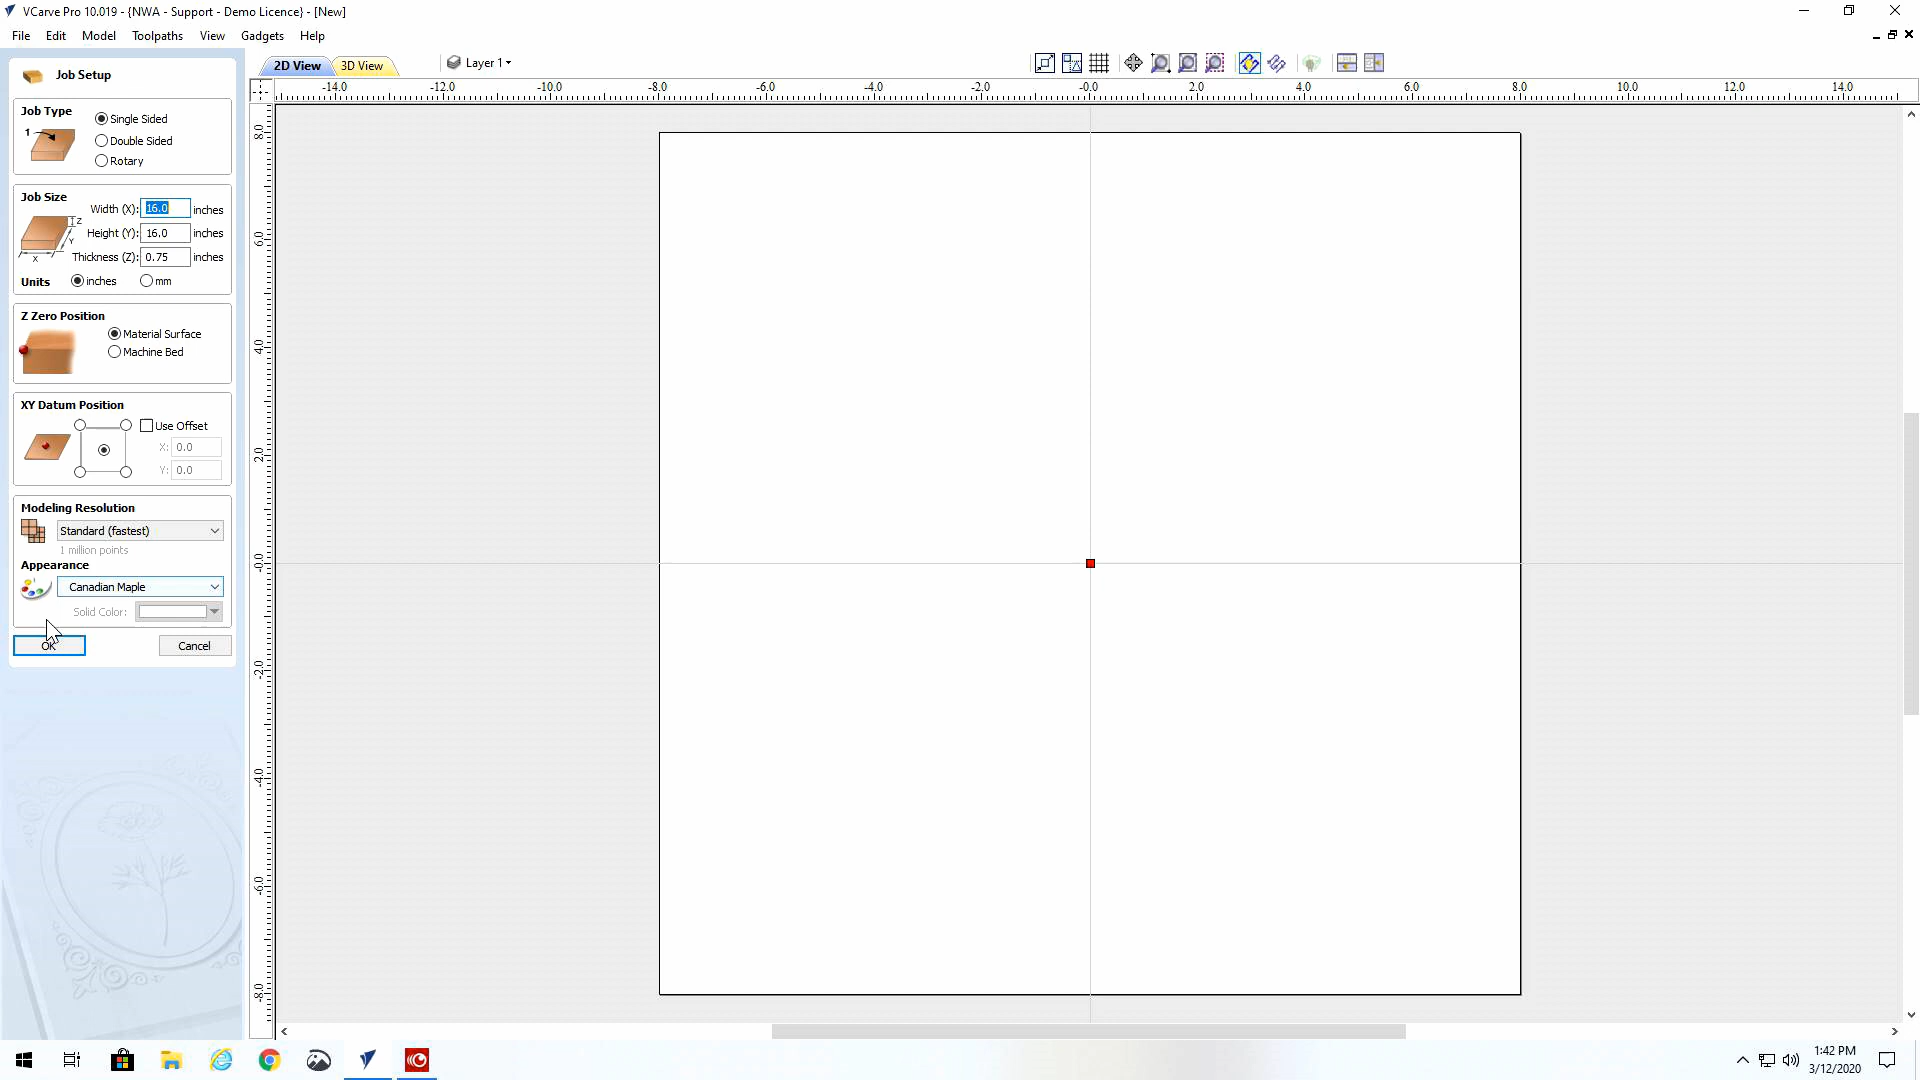 VCarve Pro 10.019 - {NWA - Support - Demo Licence} - [New]
File Edit Model Toolpaths View Gadgets Help
Job Setup
2D View 3D View Layer 1
-14.0 -12.0 -10.0 -8.0 -6.0 -4.0 -2.0 -0.0 2.0 4.0 6.0 8.0 10.0 12.0 14.0
8.0
6.0
4.0
2.0
-0.0
-2.0
-4.0
-6.0
-8.0
Job Type
1
Single Sided
Double Sided
Rotary
Job Size
Z
Y
X
Width (X): 16.0 inches
Height (Y): 16.0 inches
Thickness (Z): 0.75 inches
Units inches mm
Z Zero Position
Material Surface
Machine Bed
XY Datum Position
Use Offset
X: 0.0
Y: 0.0
Modeling Resolution
Standard (fastest)
1 million points
Appearance
Canadian Maple
Solid Color:
OK Cancel
1:42 PM
3/12/2020